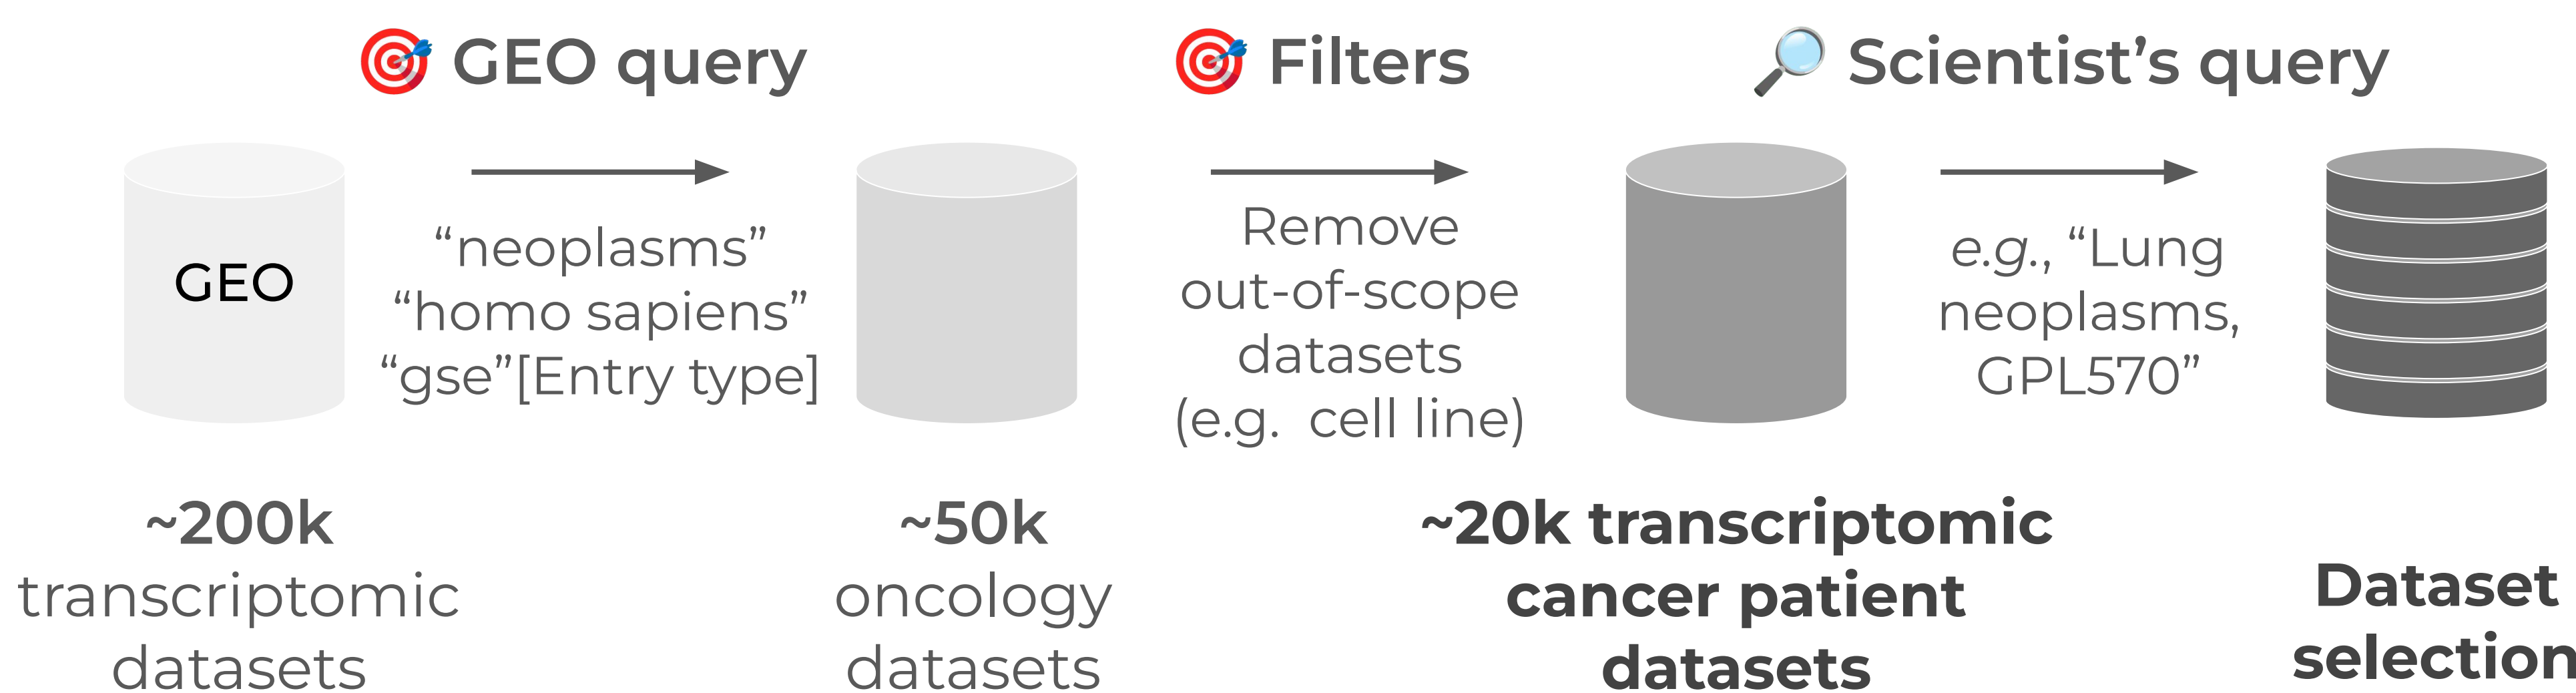 GEO query
Filters
Scientist’s query
GEO
“neoplasms”
“homo sapiens”
“gse”[Entry type]
Remove
out-of-scope
datasets
(e.g. cell line)
e.g., “Lung
neoplasms,
GPL570”
~200k
transcriptomic
datasets
~50k
oncology
datasets
~20k transcriptomic
cancer patient
datasets
Dataset
selection